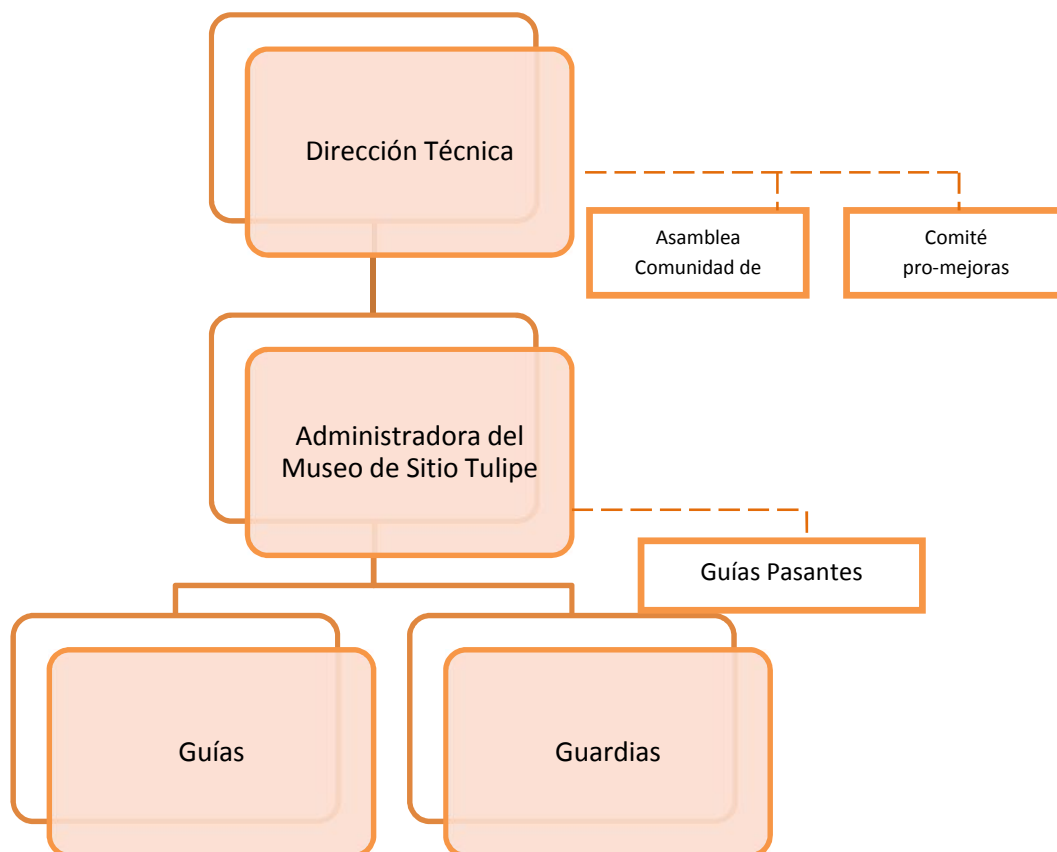 Dirección Técnica
Asamblea
Comunidad de
Comité
pro-mejoras
Administradora del
Museo de Sitio Tulipe
Guías Pasantes
Guías
Guardias